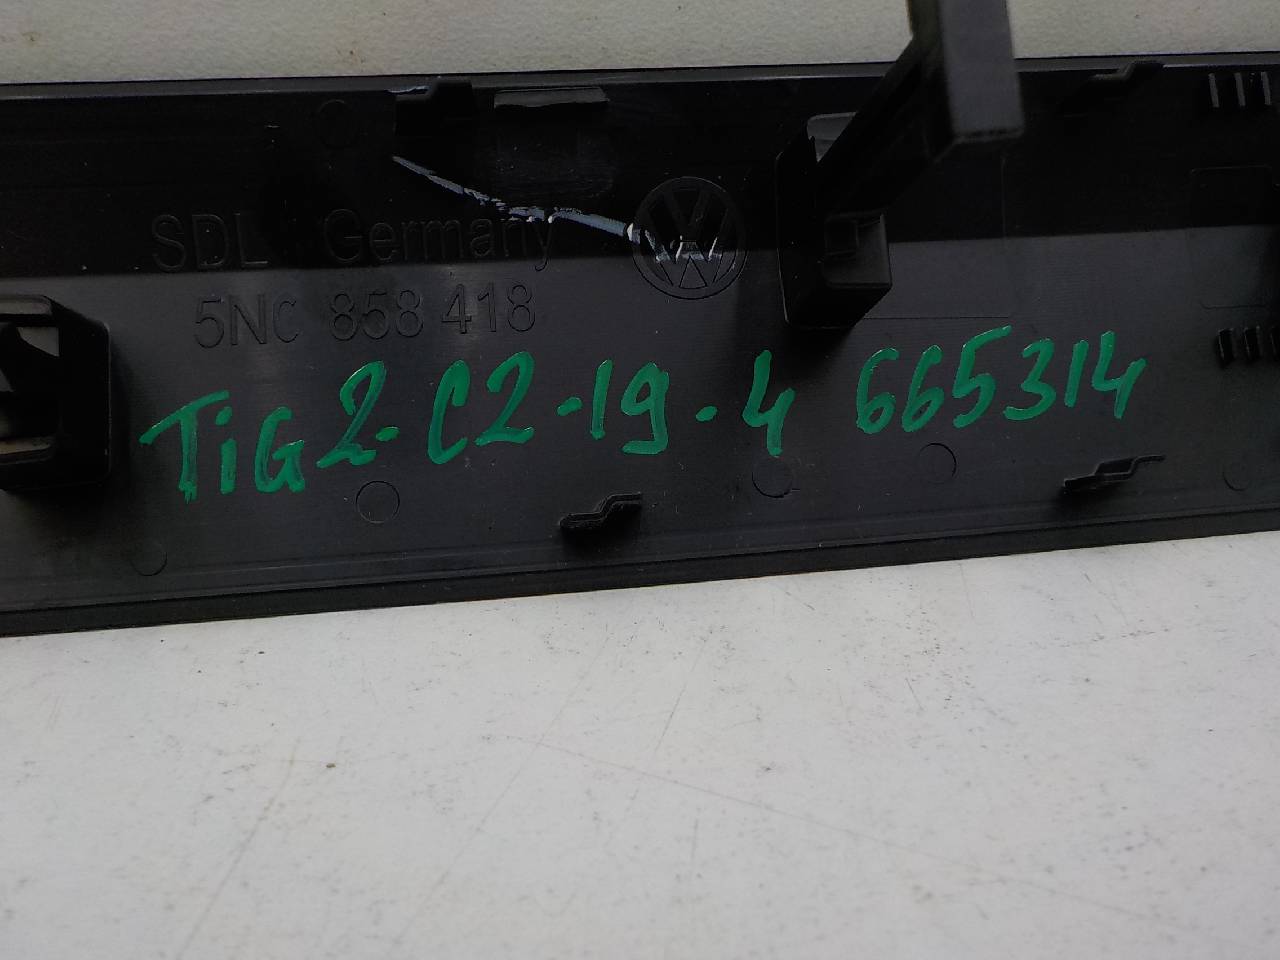 SDL Germany
5NC 858 418
TiG2-C2-19-4 665314